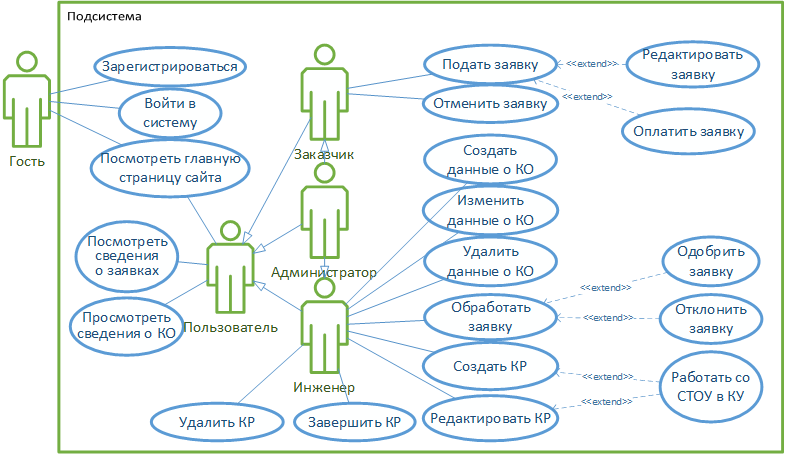 Подсистема
Гость
Зарегистрироваться
Войти в
систему
Посмотреть главную
страницу сайта
Заказчик
Подать заявку
<<extend>>
Редактировать
заявку
Отменить заявку
<<extend>>
Оплатить заявку
Создать
данные о КО
Изменить
данные о КО
Удалить
данные о КО
Администратор
Посмотреть
сведения
о заявках
Просмотреть
сведения о КО
Пользователь
Обработать
заявку
<<extend>>
Одобрить
заявку
<<extend>>
Отклонить
заявку
Инженер
Создать КР
<<extend>>
Работать со
СТОУ в КУ
<<extend>>
Редактировать КР
Удалить КР
Завершить КР